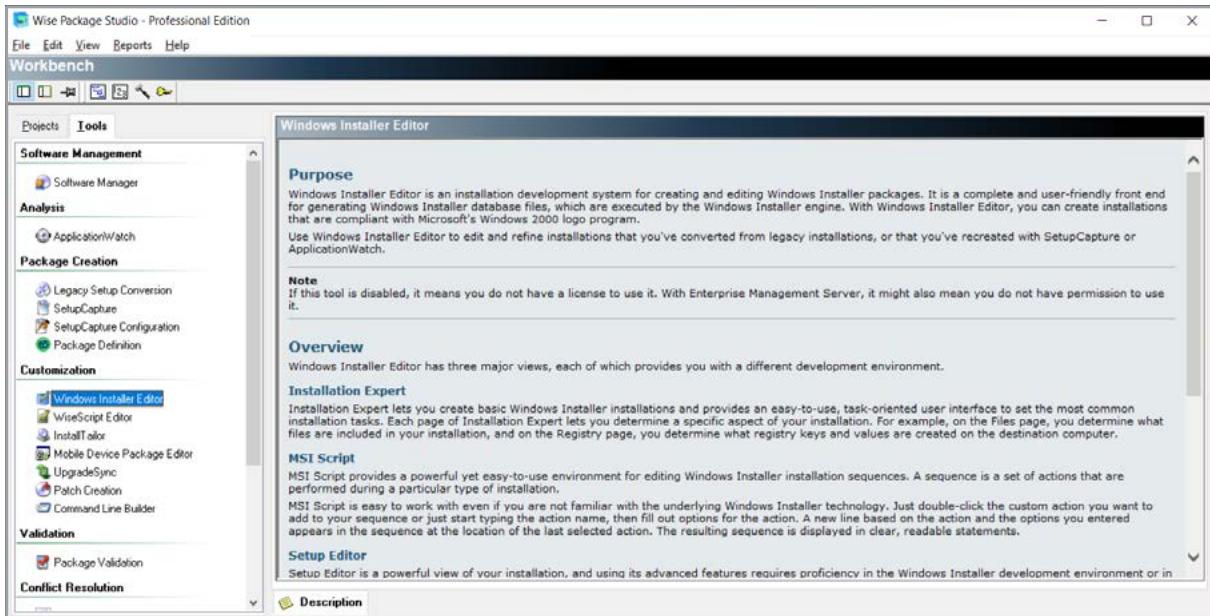 Wise Package Studio - Professional Edition
File Edit View Reports Help
Workbench
Projects Tools
Software Management
Software Manager
Analysis
ApplicationWatch
Package Creation
Legacy Setup Conversion
SetupCapture
SetupCapture Configuration
Package Definition
Customization
Windows Installer Editor
WiseScript Editor
InstallTailor
Mobile Device Package Editor
UpgradeSync
Patch Creation
Command Line Builder
Validation
Package Validation
Conflict Resolution
Windows Installer Editor
Purpose
Windows Installer Editor is an installation development system for creating and editing Windows Installer packages. It is a complete and user-friendly front end
for generating Windows Installer database files, which are executed by the Windows Installer engine. With Windows Installer Editor, you can create installations
that are compliant with Microsoft's Windows 2000 logo program.
Use Windows Installer Editor to edit and refine installations that you've converted from legacy installations, or that you've recreated with SetupCapture or
ApplicationWatch.
Note
If this tool is disabled, it means you do not have a license to use it. With Enterprise Management Server, it might also mean you do not have permission to use
it.
Overview
Windows Installer Editor has three major views, each of which provides you with a different development environment.
Installation Expert
Installation Expert lets you create basic Windows Installer installations and provides an easy-to-use, task-oriented user interface to set the most common
installation tasks. Each page of Installation Expert lets you determine a specific aspect of your installation. For example, on the Files page, you determine what
files are included in your installation, and on the Registry page, you determine what registry keys and values are created on the destination computer.
MSI Script
MSI Script provides a powerful yet easy-to-use environment for editing Windows Installer installation sequences. A sequence is a set of actions that are
performed during a particular type of installation.
MSI Script is easy to work with even if you are not familiar with the underlying Windows Installer technology. Just double-click the custom action you want to
add to your sequence or just start typing the action name, then fill out options for the action. A new line based on the action and the options you entered
appears in the sequence at the location of the last selected action. The resulting sequence is displayed in clear, readable statements.
Setup Editor
Setup Editor is a powerful view of your installation, and using its advanced features requires proficiency in the Windows Installer development environment or in
Description